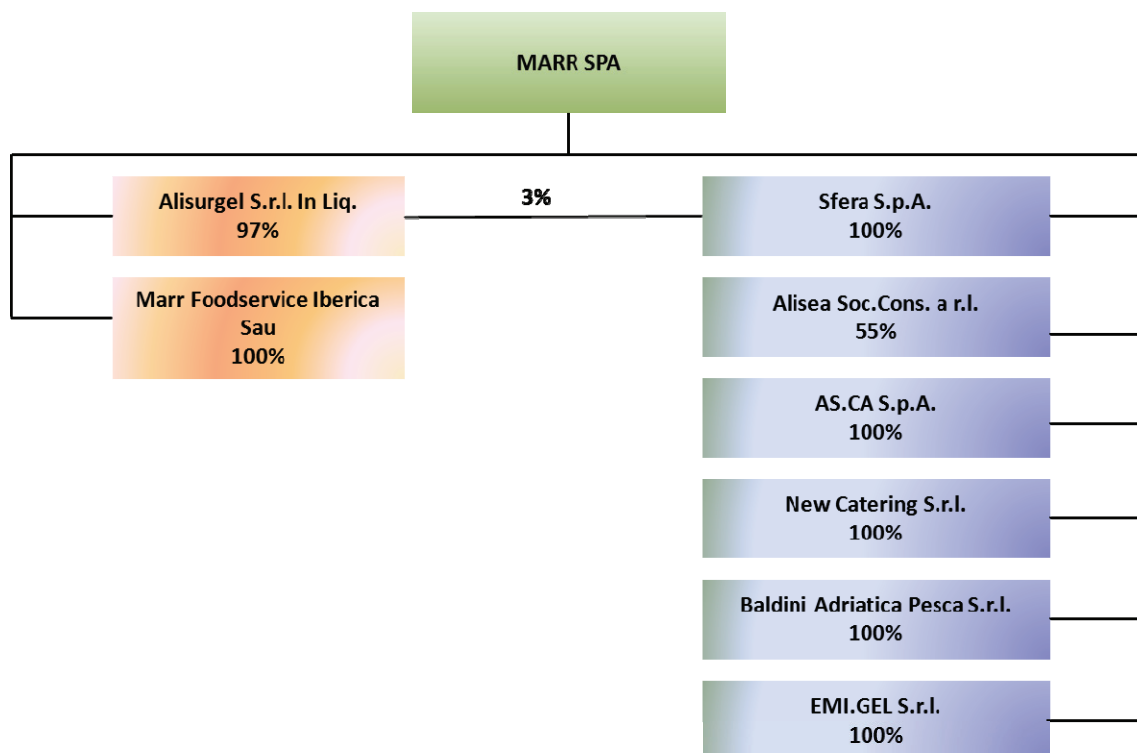 MARR SPA
Alisurgel S.r.l. In Liq.
97%
3%
Sfera S.p.A.
100%
Marr Foodservice Iberica
Sau
100%
Alisea Soc.Cons. a r.l.
55%
AS.CA S.p.A.
100%
New Catering S.r.l.
100%
Baldini Adriatica Pesca S.r.l.
100%
EMI.GEL S.r.l.
100%